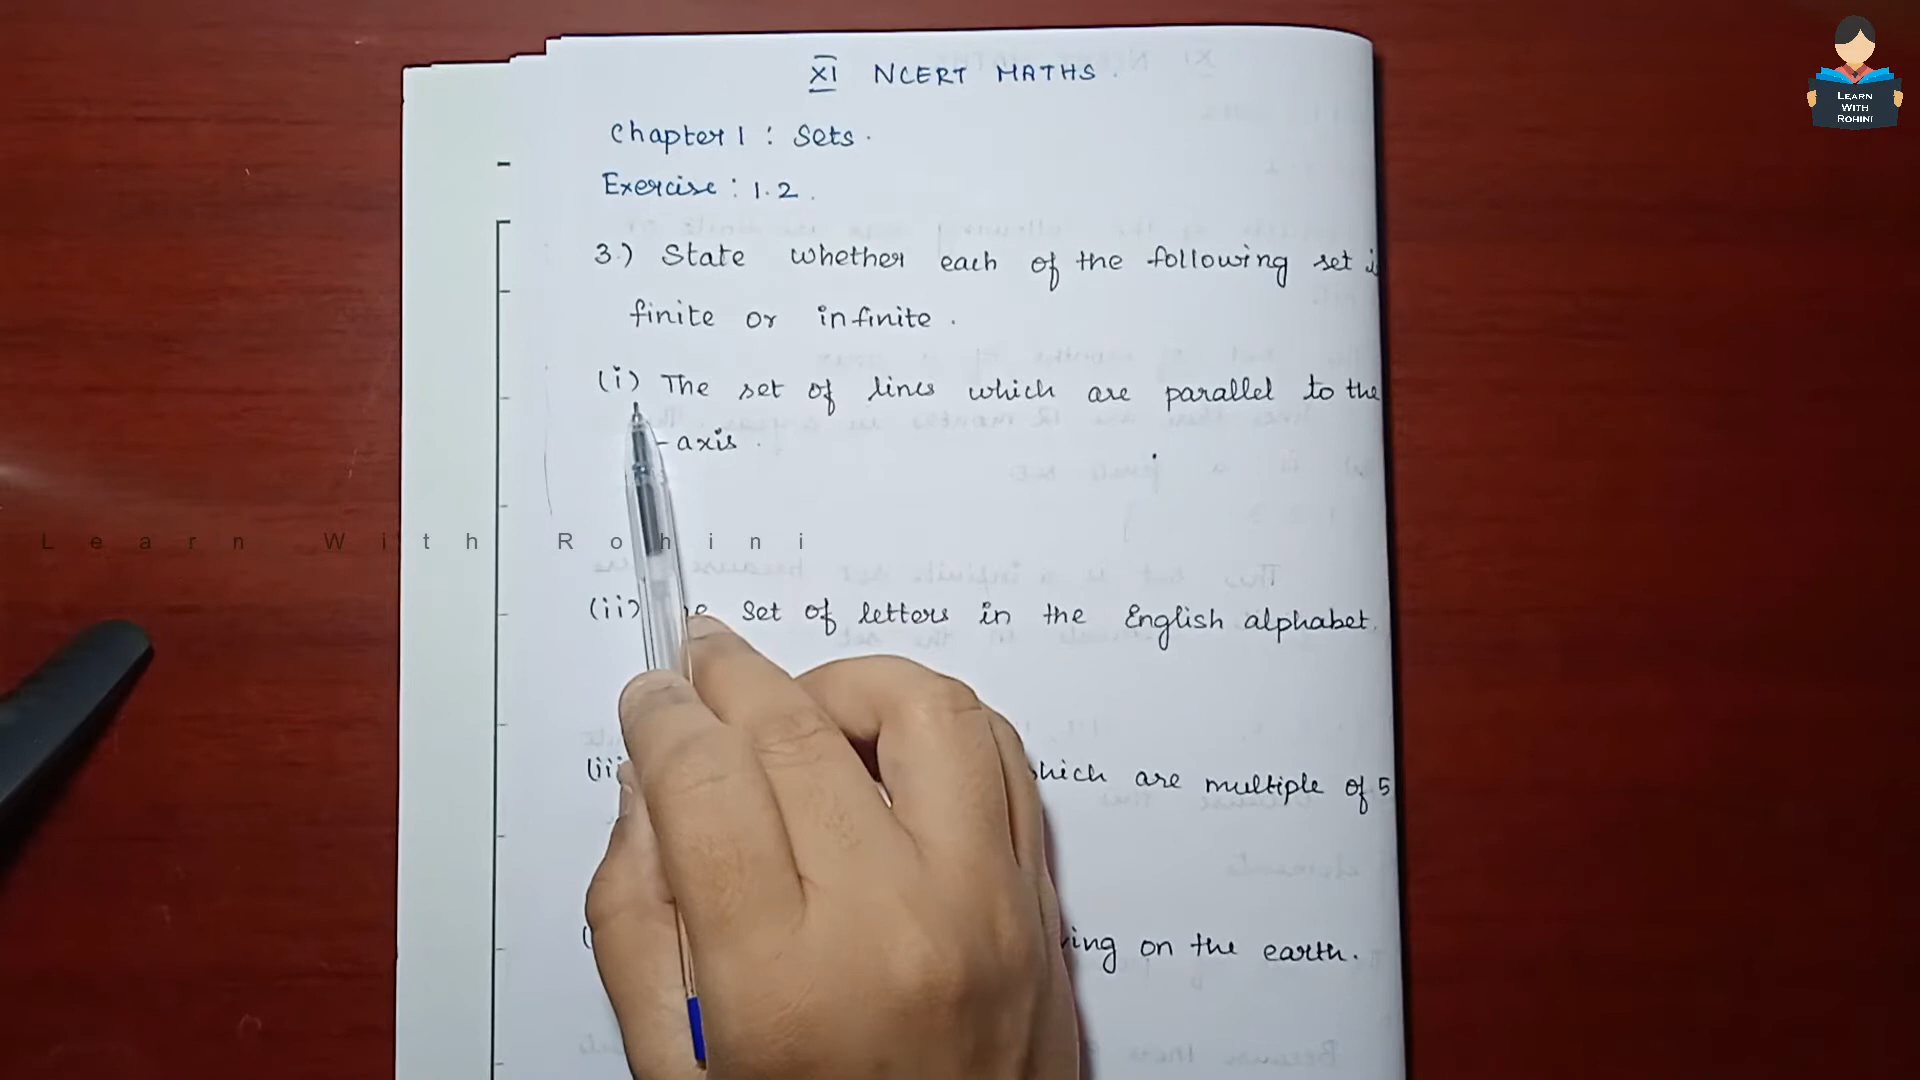 XI NCERT MATHS.
LEARN
WITH
ROHINI
Chapter 1 : Sets.
Exercise : 1.2.
3.) State whether each of the following set
finite or infinite.
(i) The set of lines which are parallel to the
-axis.
Learn With Rohini
(ii) set of letters in the English alphabet.
(iii which are multiple of 5
on the earth.